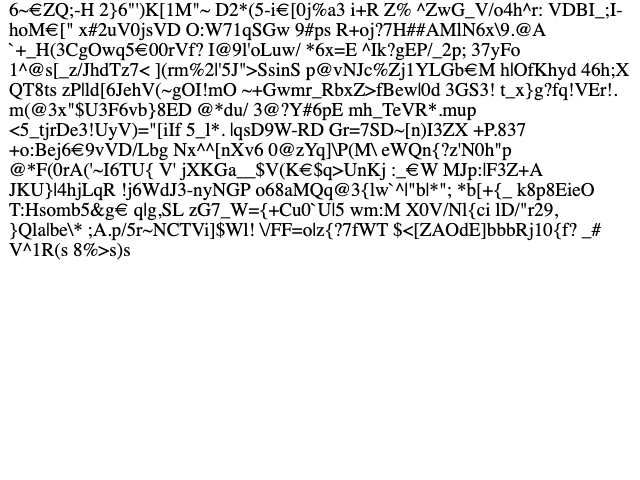 6~€ZQ;-H 2}6"')K[1M"~ D2*(5-i€[0j%a3 i+R Z% ^ZwG_V/o4h^r: VDBI_;I-
hoM€[" x#2uV0jsVD O:W71qSGw 9#ps R+oj?7H##AMlN6x\9.@A
`+_H(3CgOwq5€00rVf? I@9l'oLuw/ *6x=E ^Ik?gEP/_2p; 37yFo
1^@s[_z/JhdTz7< ](rm%2|'5J">SsinS p@vNJc%Zj1YLGb€M h|OfKhyd 46h;X
QT8ts zP|ld[6JehV(~gOI!mO ~+Gwmr_RbxZ>fBew|0d 3GS3! t_x}g?fq!VEr!.
m(@3x"$U3F6vb}8ED @*du/ 3@?Y#6pE mh_TeVR*.mup
<5_tjrDe3!UyV)="[iIf 5_l*. |qsD9W-RD Gr=7SD~[n)I3ZX +P.837
+o:Bej6€9vVD/Lbg Nx^^[nXv6 0@zYq]\P(M\ eWQn{?z'N0h"p
@*F(0rA('~I6TU{ V' jXKGa__$V(K€$q>UnKj :_€W MJp:|F3Z+A
JKU}|4hjLqR !j6WdJ3-nyNGP o68aMQq@3{lw`^|"b|*"; *b[+{_ k8p8EieO
T:Hsomb5&g€ q|g,SL zG7_W={+Cu0`U|5 wm:M X0V/Nl{ci lD/"r29,
}Qla|be\* ;A.p/5r~NCTVi]$Wl! \/FF=o|z{?7fWT $<[ZAOdE]bbbRj10{f? _#
V^1R(s 8%>s)s